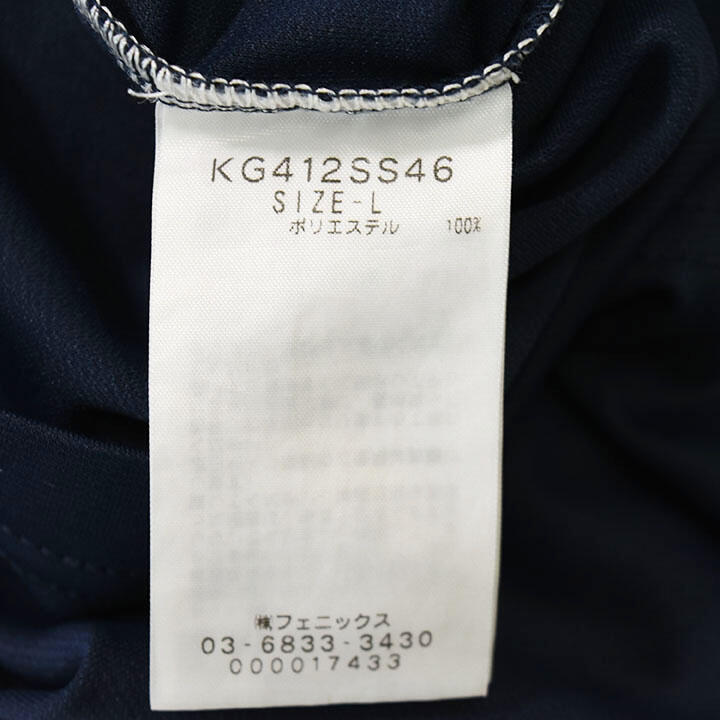 KG412SS46
SIZE-L
ポリエステル 100%
㈱フェニックス
03-6833-3430
000017433